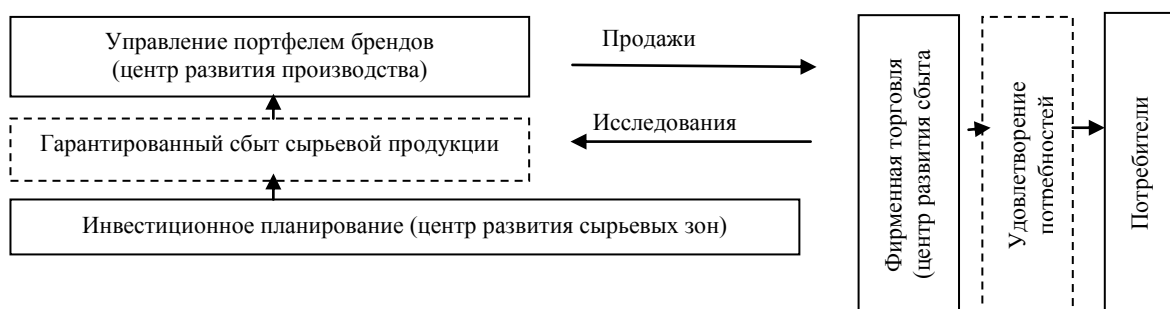 Управление портфелем брендов
(центр развития производства)
Гарантированный сбыт сырьевой продукции
Инвестиционное планирование (центр развития сырьевых зон)
Продажи
Исследования
Фирменная торговля
(центр развития сбыта
Удовлетворение
потребностей
Потребители